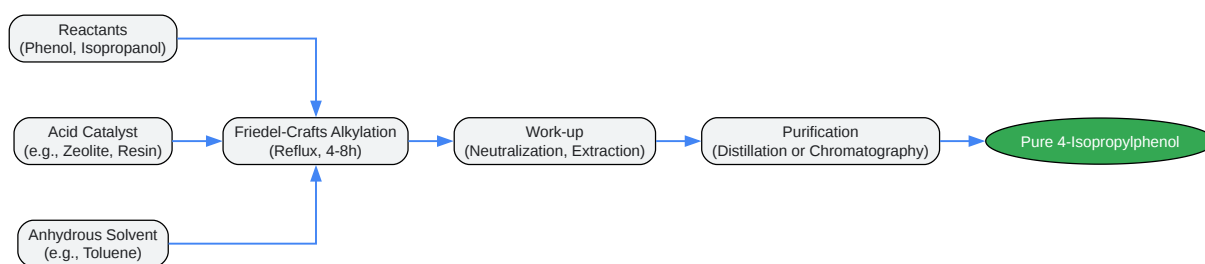 Reactants
(Phenol, Isopropanol)
Acid Catalyst
(e.g., Zeolite, Resin)
Anhydrous Solvent
(e.g., Toluene)
Friedel-Crafts Alkylation
(Reflux, 4-8h)
Work-up
(Neutralization, Extraction)
Purification
(Distillation or Chromatography)
Pure 4-Isopropylphenol